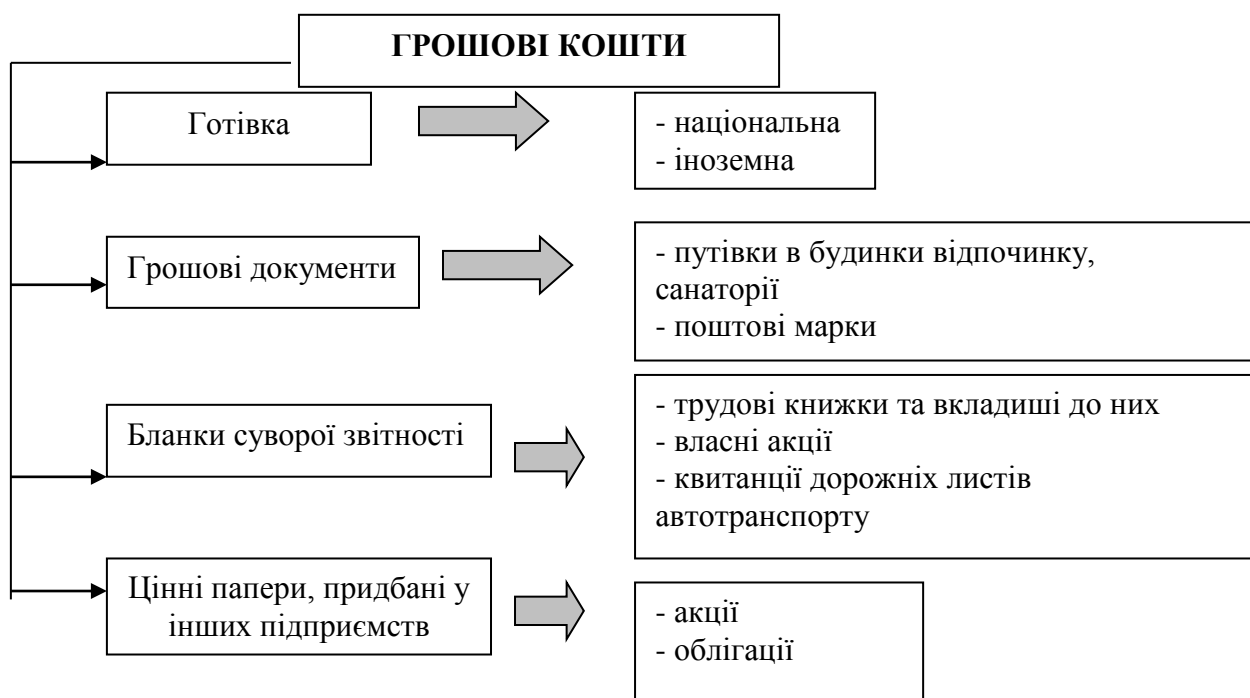 ГРОШОВІ КОШТИ
Готівка
- національна
- іноземна
Грошові документи
- путівки в будинки відпочинку,
санаторії
- поштові марки
Бланки суворої звітності
- трудові книжки та вкладиші до них
- власні акції
- квитанції дорожніх листів
автотранспорту
Цінні папери, придбані у
інших підприємств
- акції
- облігації